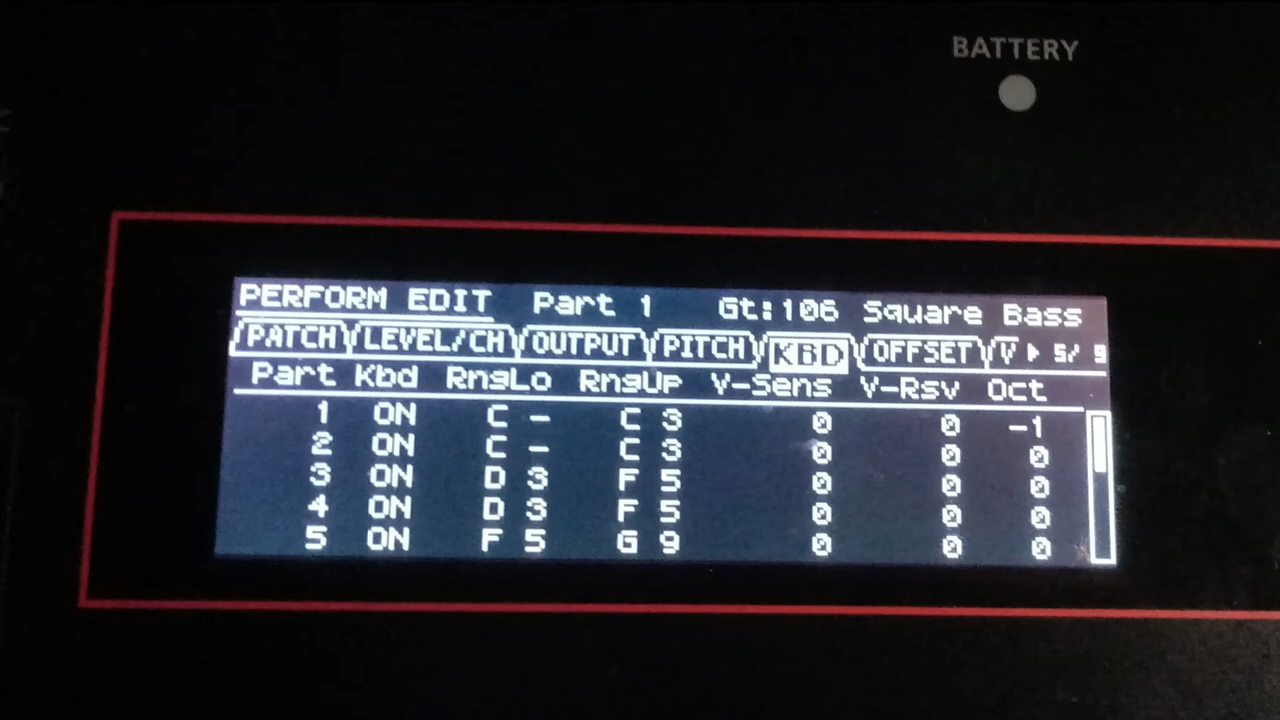 BATTERY
PERFORM EDIT Part 1 Gt:106 Square Bass
PATCH LEVEL/CH OUTPUT PITCH KBD OFFSET V 5/ 9
Part Kbd RngLo RngUp V-Sens V-Rsv Oct
1 ON C - C 3 0 0 -1
2 ON C - C 3 0 0 0
3 ON D 3 F 5 0 0 0
4 ON D 3 F 5 0 0 0
5 ON F 5 G 9 0 0 0